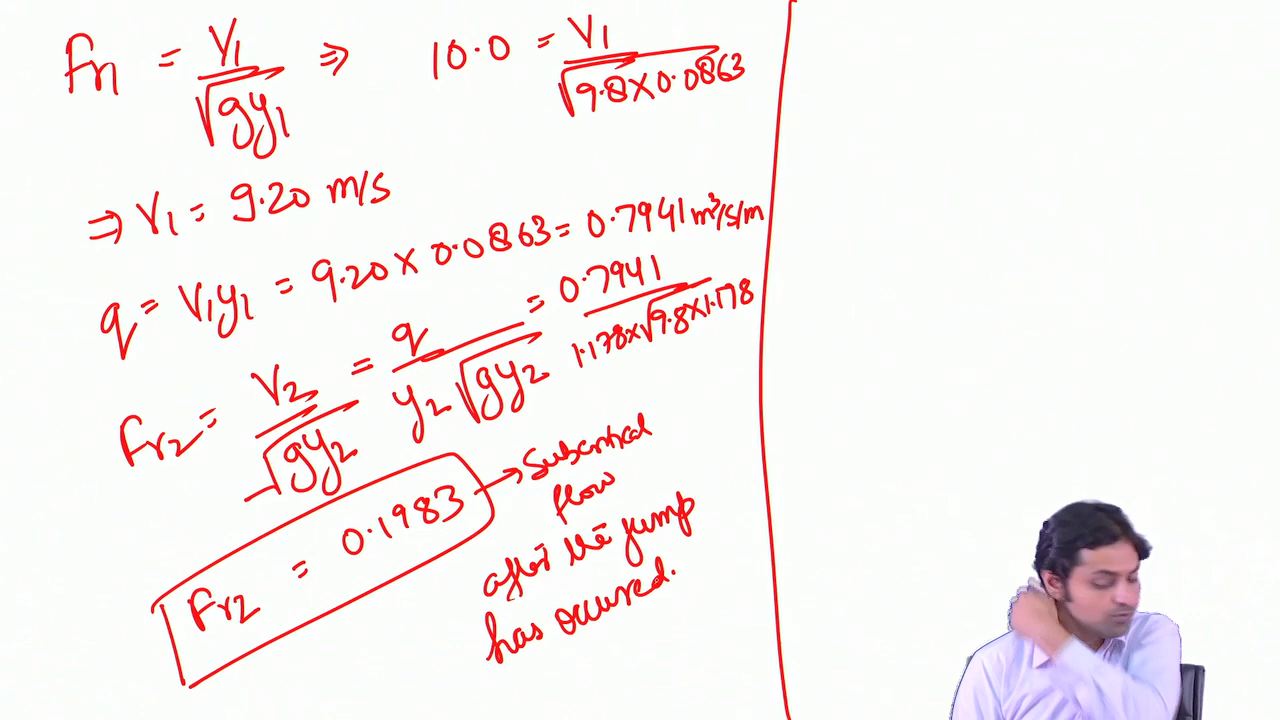 Fr1 = V1/√gy1 ⇒ 10.0 = V1/√9.8×0.0863
⇒ V1 = 9.20 m/s
q = V1y1 = 9.20 × 0.0863 = 0.7941 m³/s/m
Fr2 = V2/√gy2 = q/y2√gy2 = 0.7941/1.178×√9.8×1.178
Fr2 = 0.1983 → Subcritical
flow
after the jump
has occured.